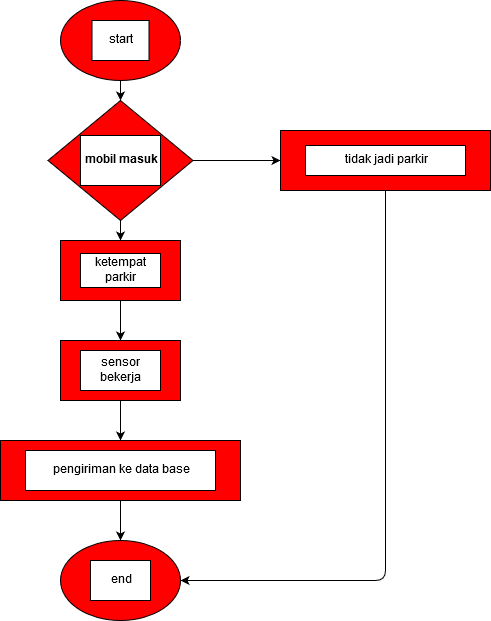 start
mobil masuk
tidak jadi parkir
ketempat
parkir
sensor
bekerja
pengiriman ke data base
end